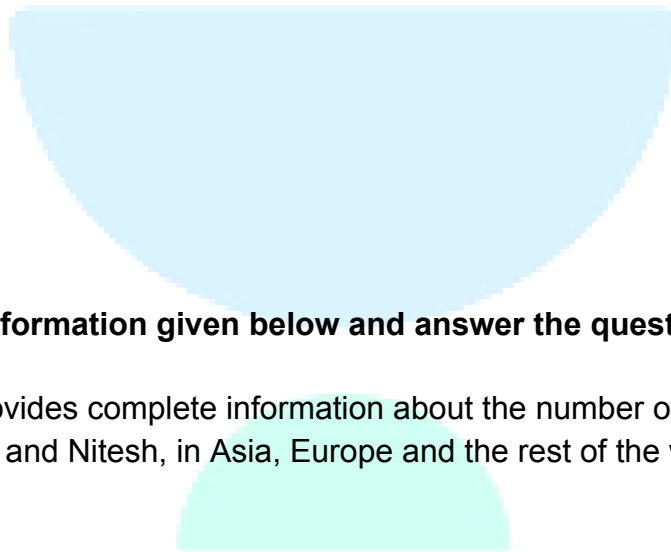 formation given below and answer the quest
vides complete information about the number o
and Nitesh, in Asia, Europe and the rest of the